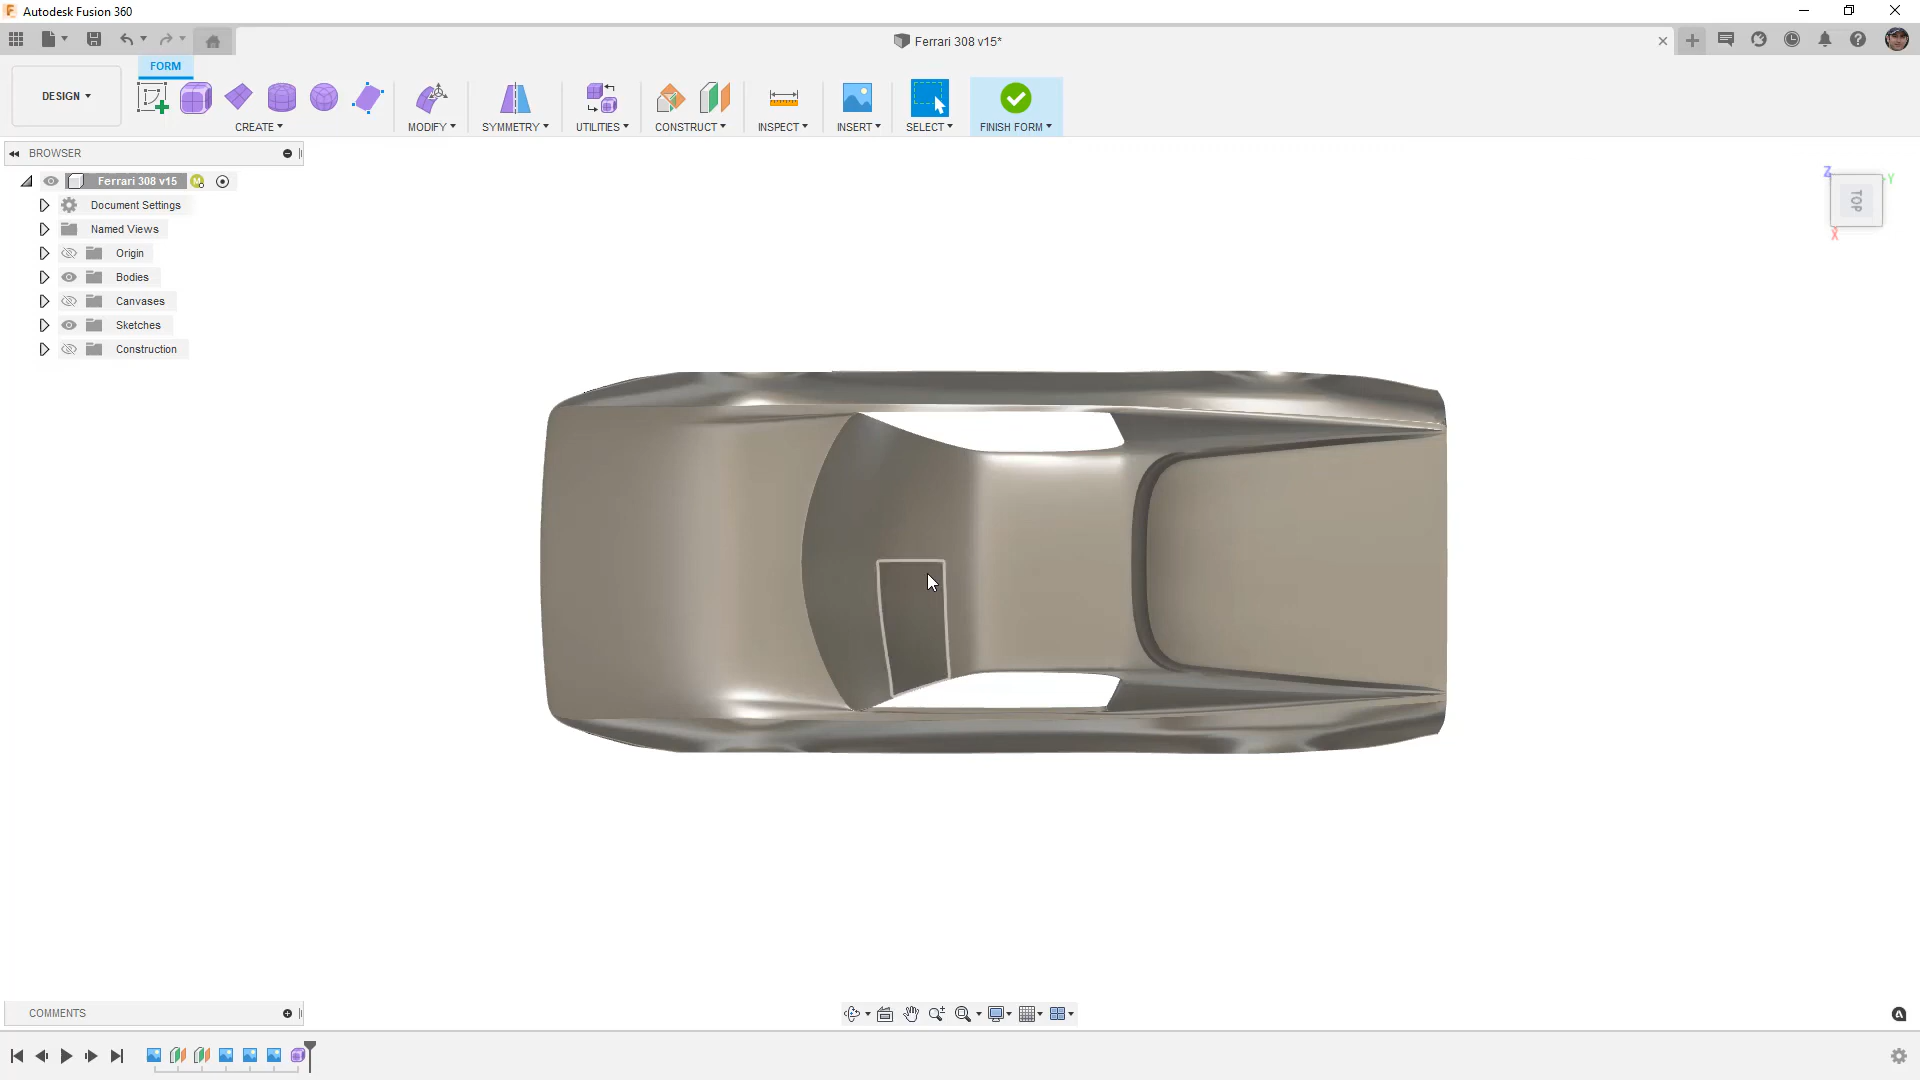 Autodesk Fusion 360
Ferrari 308 v15*
FORM
DESIGN
CREATE
MODIFY
SYMMETRY
UTILITIES
CONSTRUCT
INSPECT
INSERT
SELECT
FINISH FORM
BROWSER
Ferrari 308 v15
Document Settings
Named Views
Origin
Bodies
Canvases
Sketches
Construction
Z
Y
TOP
X
COMMENTS